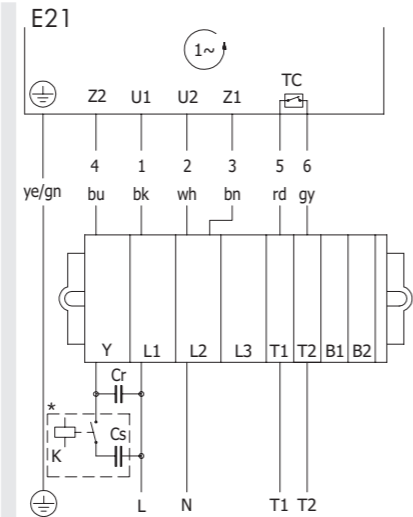 E21
1~
TC
Z2 U1 U2 Z1
4 1 2 3 5 6
ye/gn bu bk wh bn rd gy
Y L1 L2 L3 T1 T2 B1 B2
Cr
*
Cs
K
L N T1 T2